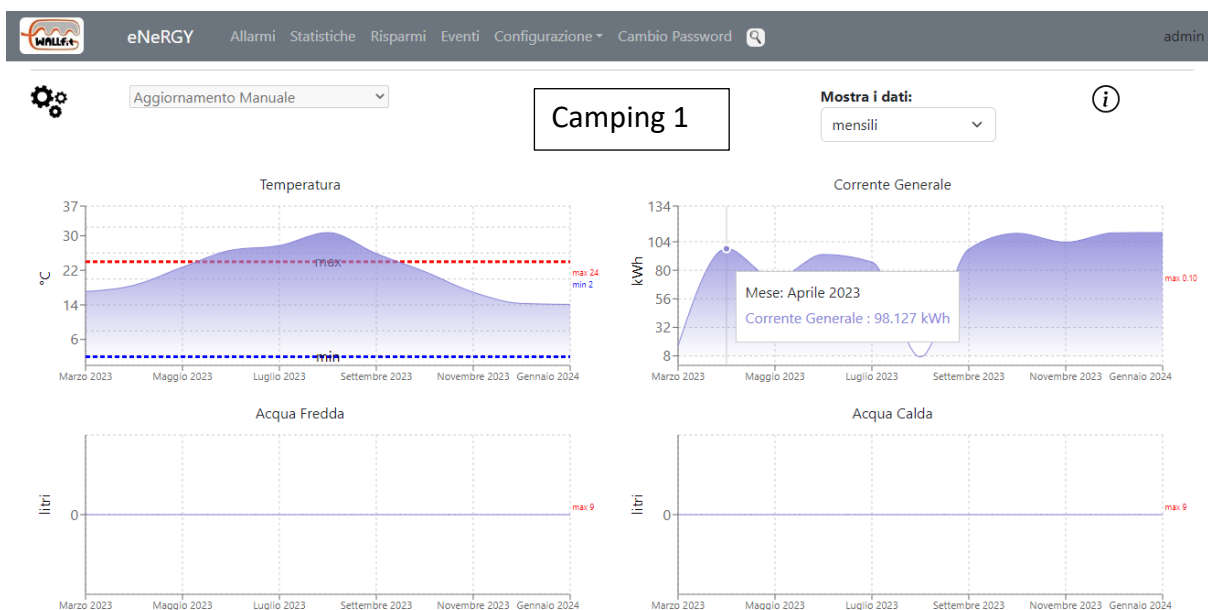 WALLFit eNeRGY Allarmi Statistiche Risparmi Eventi Configurazione Cambio Password admin
Aggiornamento Manuale
Camping 1
Mostra i dati:
mensili
i
Temperatura
37
30
22
14
6
°C
max
min
max 24
min 2
Marzo 2023 Maggio 2023 Luglio 2023 Settembre 2023 Novembre 2023 Gennaio 2024
Corrente Generale
134
104
80
56
32
8
kWh
Mese: Aprile 2023
Corrente Generale : 98.127 kWh
max 0.10
Marzo 2023 Maggio 2023 Luglio 2023 Settembre 2023 Novembre 2023 Gennaio 2024
Acqua Fredda
litri
0
max 9
Marzo 2023 Maggio 2023 Luglio 2023 Settembre 2023 Novembre 2023 Gennaio 2024
Acqua Calda
litri
0
max 9
Marzo 2023 Maggio 2023 Luglio 2023 Settembre 2023 Novembre 2023 Gennaio 2024